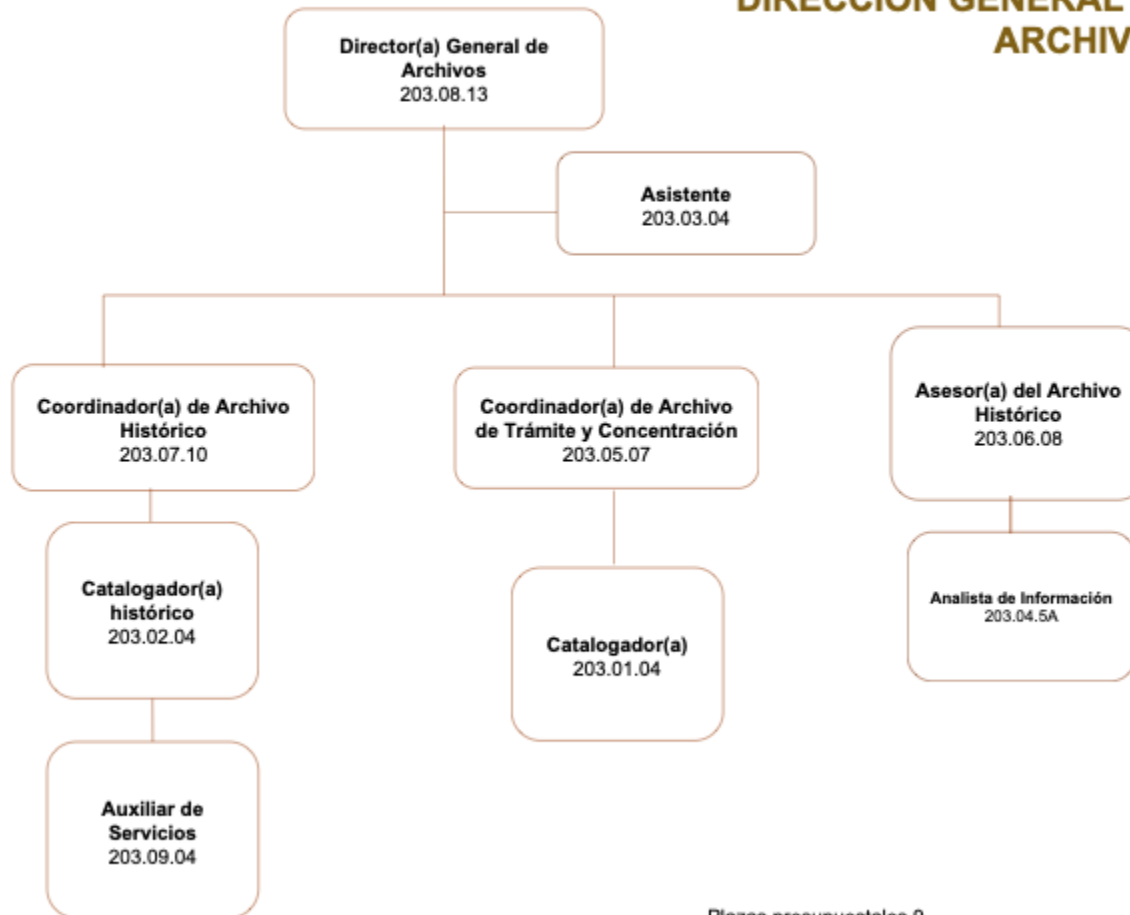 DIRECCIÓN GENERAL
ARCHIV
Director(a) General de
Archivos
203.08.13
Asistente
203.03.04
Coordinador(a) de Archivo
Histórico
203.07.10
Coordinador(a) de Archivo
de Trámite y Concentración
203.05.07
Asesor(a) del Archivo
Histórico
203.06.08
Catalogador(a)
histórico
203.02.04
Catalogador(a)
203.01.04
Analista de Información
203.04.5A
Auxiliar de
Servicios
203.09.04
Plazas presupuestales 9